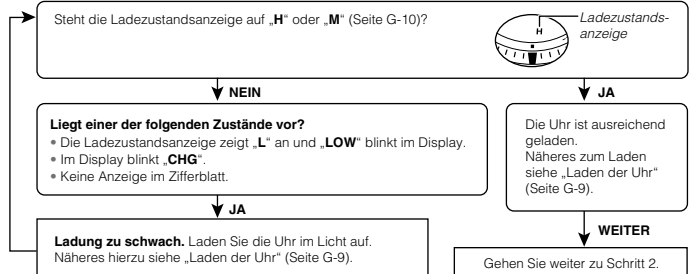 Steht die Ladezustandsanzeige auf „H“ oder „M“ (Seite G-10)?
H
Ladezustands-
anzeige
NEIN
JA
Liegt einer der folgenden Zustände vor?
• Die Ladezustandsanzeige zeigt „L“ an und „LOW“ blinkt im Display.
• Im Display blinkt „CHG“.
• Keine Anzeige im Zifferblatt.
Die Uhr ist ausreichend
geladen.
Näheres zum Laden
siehe „Laden der Uhr“
(Seite G-9).
JA
WEITER
Ladung zu schwach. Laden Sie die Uhr im Licht auf.
Näheres hierzu siehe „Laden der Uhr“ (Seite G-9).
Gehen Sie weiter zu Schritt 2.